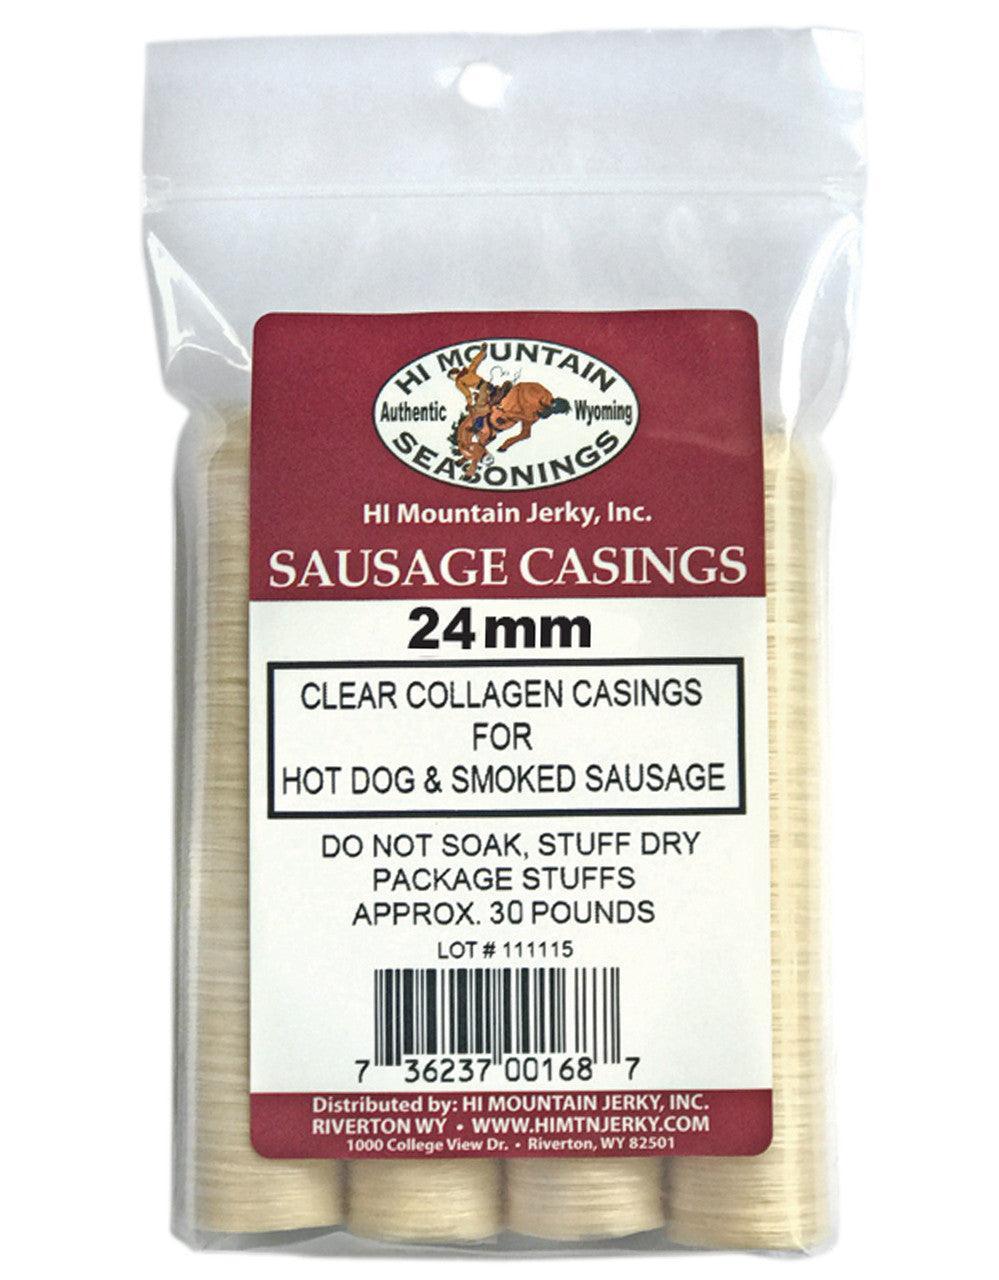 HI MOUNTAIN
Authentic Wyoming
SEASONINGS
HI Mountain Jerky, Inc.
SAUSAGE CASINGS
24mm
CLEAR COLLAGEN CASINGS
FOR
HOT DOG & SMOKED SAUSAGE
DO NOT SOAK, STUFF DRY
PACKAGE STUFFS
APPROX. 30 POUNDS
LOT # 111115
7 36237 00168 7
Distributed by: HI MOUNTAIN JERKY, INC.
RIVERTON WY • WWW.HIMTNJERKY.COM
1000 College View Dr. • Riverton, WY 82501